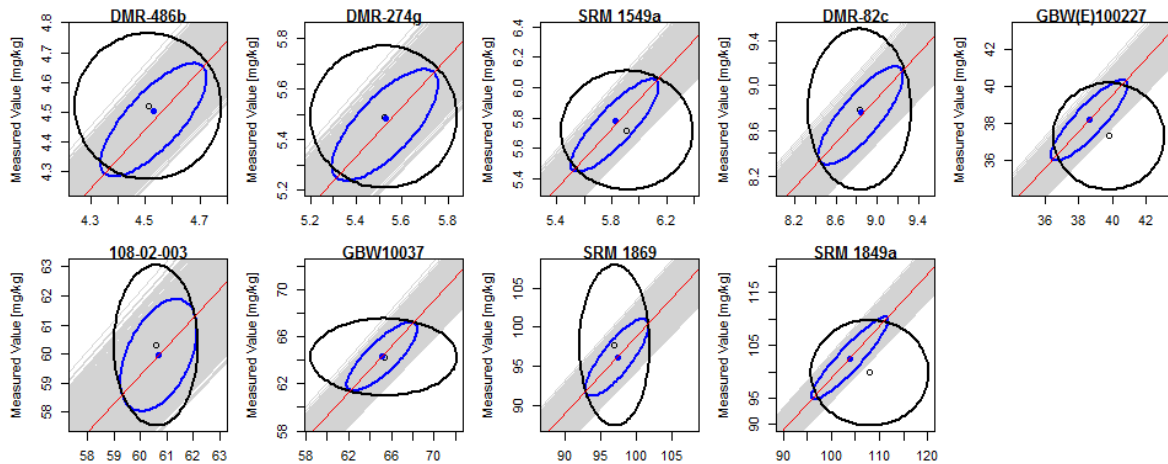 DMR-486b
Measured Value [mg/kg]
4.8
4.7
4.6
4.5
4.4
4.3
4.3 4.5 4.7
DMR-274g
Measured Value [mg/kg]
5.8
5.6
5.4
5.2
5.2 5.3 5.4 5.5 5.6 5.7 5.8
SRM 1549a
Measured Value [mg/kg]
6.4
6.2
6.0
5.8
5.6
5.4
5.4 5.8 6.2
DMR-82c
Measured Value [mg/kg]
9.4
9.0
8.6
8.2
8.2 8.6 9.0 9.4
GBW(E)100227
Measured Value [mg/kg]
42
40
38
36
36 38 40 42
108-02-003
Measured Value [mg/kg]
63
62
61
60
59
58
57 58 59 60 61 62 63
GBW10037
Measured Value [mg/kg]
70
66
62
58
58 62 66 70
SRM 1869
Measured Value [mg/kg]
105
100
95
90
90 95 100 105
SRM 1849a
Measured Value [mg/kg]
115
105
95
90
90 100 110 120